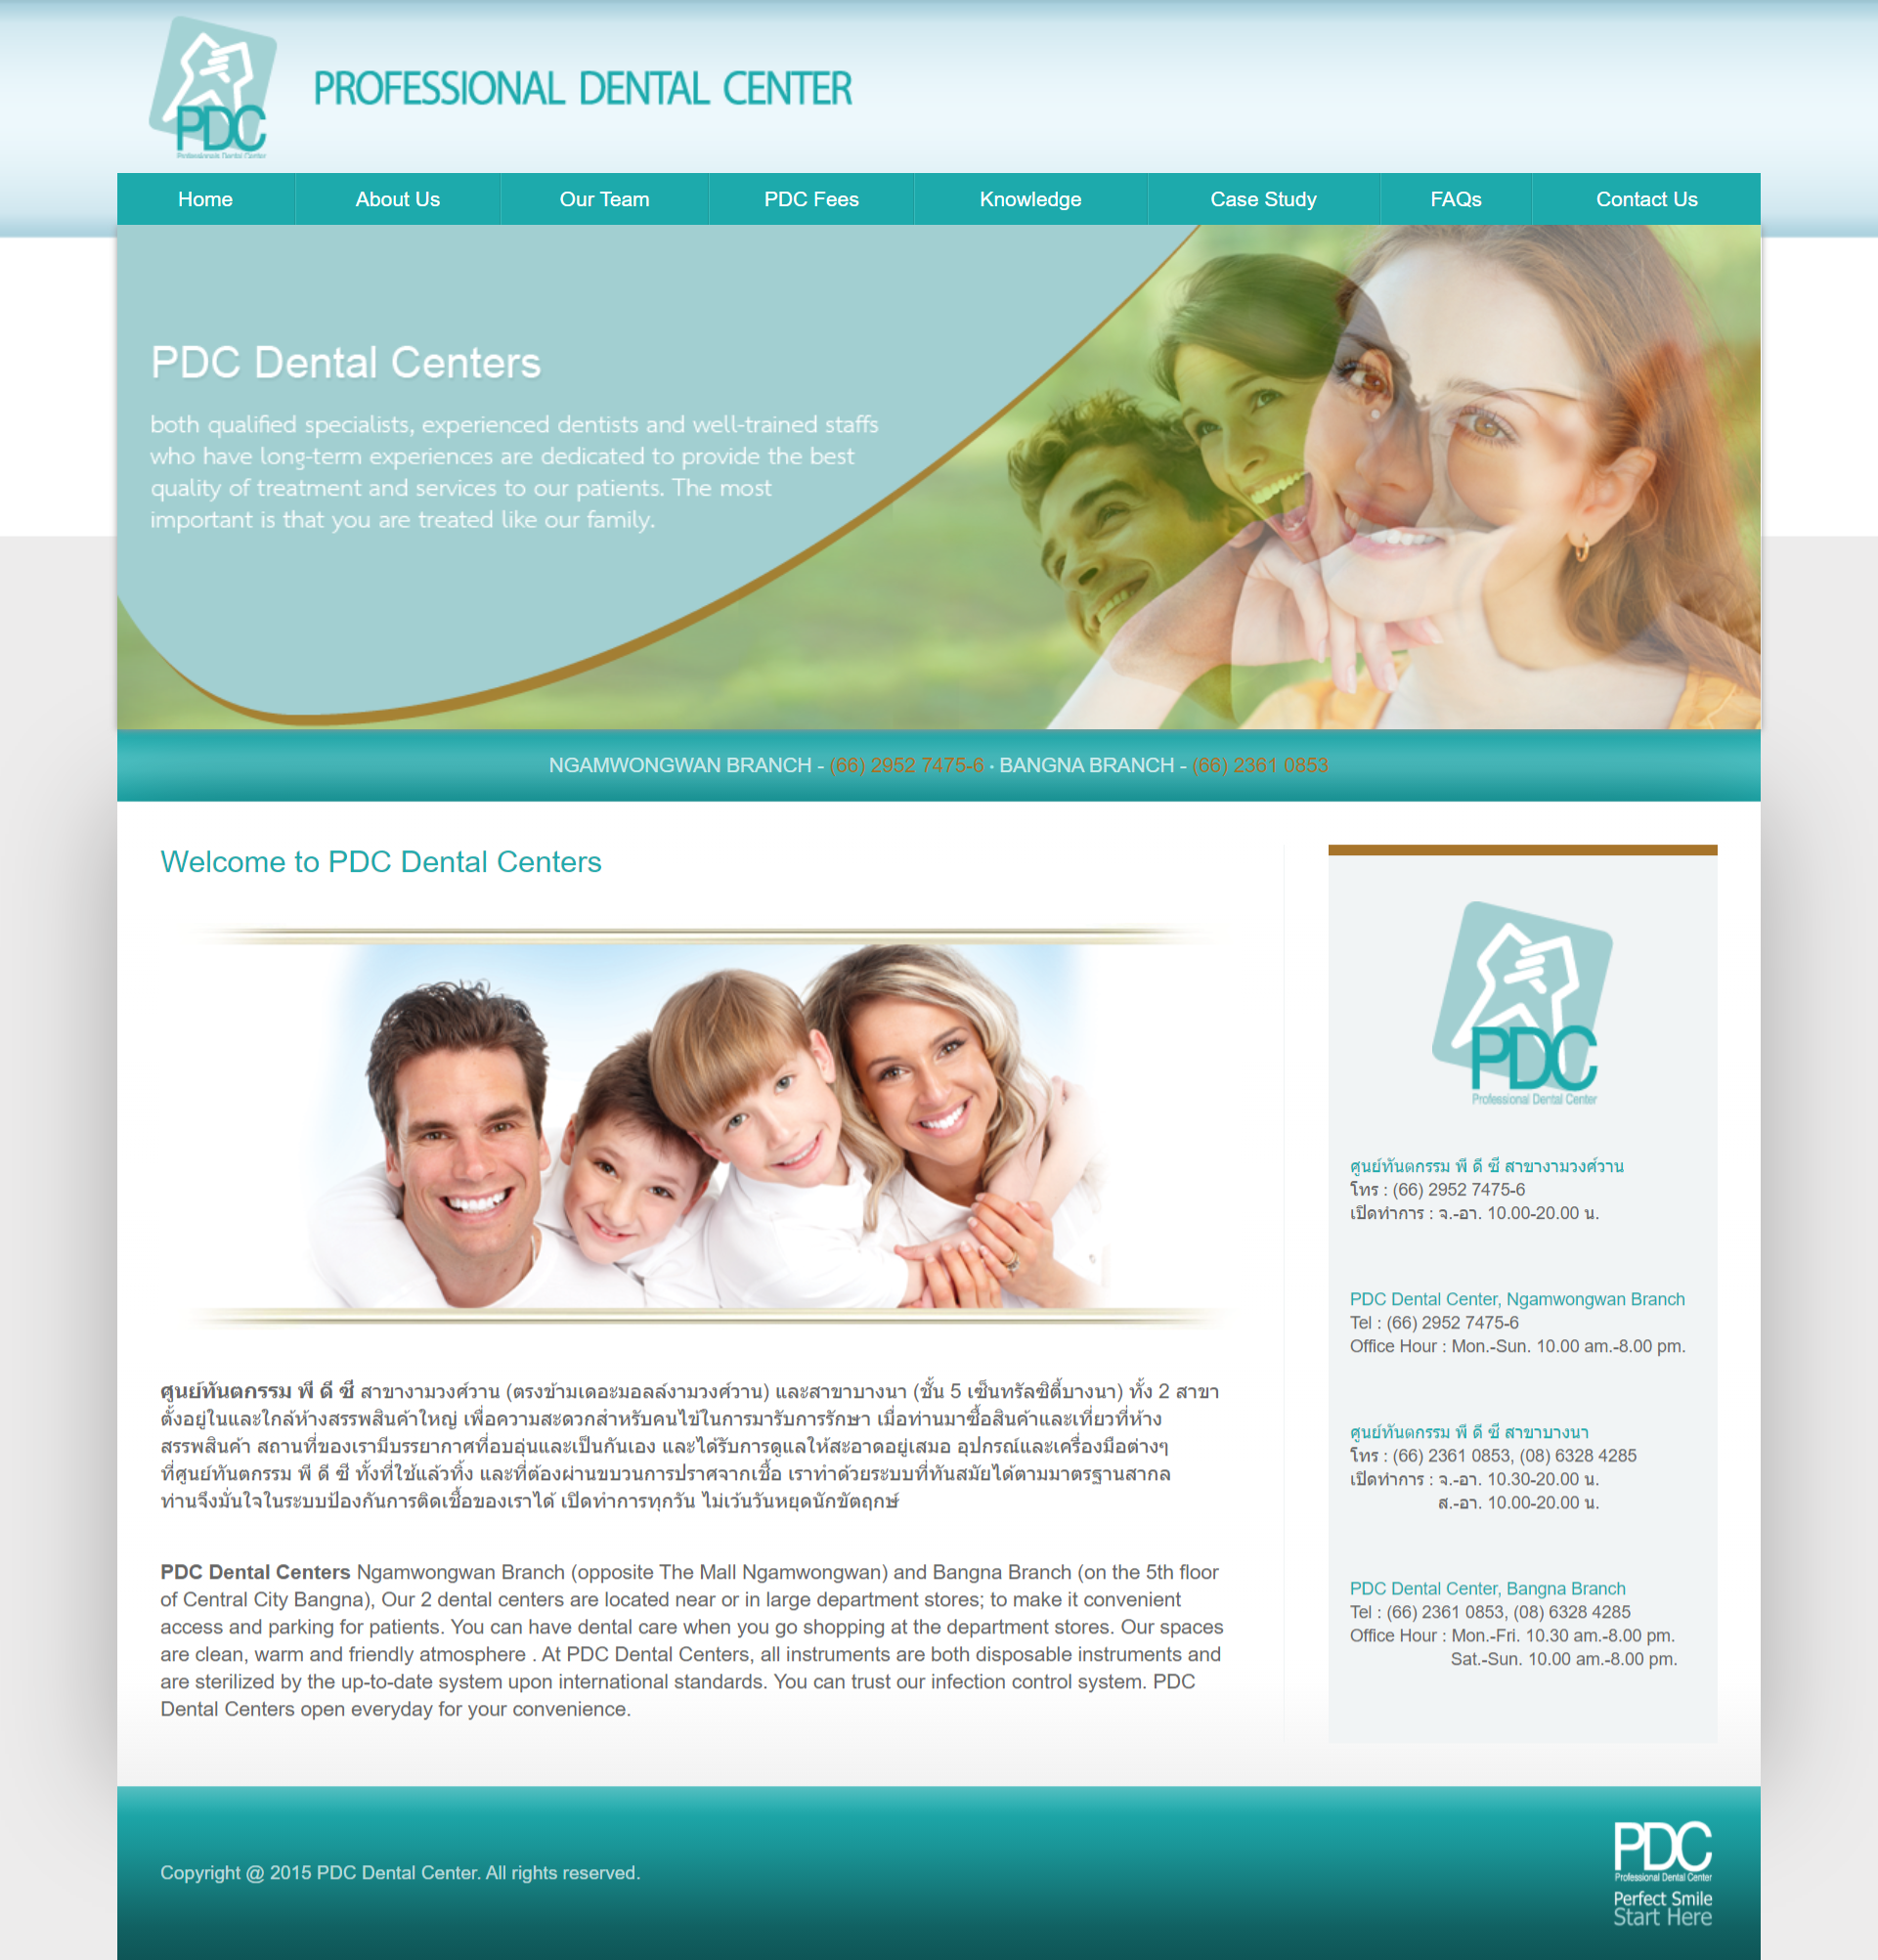 PDC
Professionals Dental Center
PROFESSIONAL DENTAL CENTER
Home
About Us
Our Team
PDC Fees
Knowledge
Case Study
FAQs
Contact Us
PDC Dental Centers
both qualified specialists, experienced dentists and well-trained staffs
who have long-term experiences are dedicated to provide the best
quality of treatment and services to our patients. The most
important is that you are treated like our family.
NGAMWONGWAN BRANCH - (66) 2952 7475-6 • BANGNA BRANCH - (66) 2361 0853
Welcome to PDC Dental Centers
ศูนย์ทันตกรรม พี ดี ซี สาขางามวงศ์วาน (ตรงข้ามเดอะมอลล์งามวงศ์วาน) และสาขาบางนา (ชั้น 5 เซ็นทรัลซิตี้บางนา) ทั้ง 2 สาขา
ตั้งอยู่ในและใกล้ห้างสรรพสินค้าใหญ่ เพื่อความสะดวกสำหรับคนไข้ในการมารับการรักษา เมื่อท่านมาซื้อสินค้าและเที่ยวที่ห้าง
สรรพสินค้า สถานที่ของเรามีบรรยากาศที่อบอุ่นและเป็นกันเอง และได้รับการดูแลให้สะอาดอยู่เสมอ อุปกรณ์และเครื่องมือต่างๆ
ที่ศูนย์ทันตกรรม พี ดี ซี ทั้งที่ใช้แล้วทิ้ง และที่ต้องผ่านขบวนการปราศจากเชื้อ เราทำด้วยระบบที่ทันสมัยได้ตามมาตรฐานสากล
ท่านจึงมั่นใจในระบบป้องกันการติดเชื้อของเราได้ เปิดทำการทุกวัน ไม่เว้นวันหยุดนักขัตฤกษ์
PDC Dental Centers Ngamwongwan Branch (opposite The Mall Ngamwongwan) and Bangna Branch (on the 5th floor
of Central City Bangna), Our 2 dental centers are located near or in large department stores; to make it convenient
access and parking for patients. You can have dental care when you go shopping at the department stores. Our spaces
are clean, warm and friendly atmosphere . At PDC Dental Centers, all instruments are both disposable instruments and
are sterilized by the up-to-date system upon international standards. You can trust our infection control system. PDC
Dental Centers open everyday for your convenience.
PDC
Professional Dental Center
ศูนย์ทันตกรรม พี ดี ซี สาขางามวงศ์วาน
โทร : (66) 2952 7475-6
เปิดทำการ : จ.-อา. 10.00-20.00 น.
PDC Dental Center, Ngamwongwan Branch
Tel : (66) 2952 7475-6
Office Hour : Mon.-Sun. 10.00 am.-8.00 pm.
ศูนย์ทันตกรรม พี ดี ซี สาขาบางนา
โทร : (66) 2361 0853, (08) 6328 4285
เปิดทำการ : จ.-อา. 10.30-20.00 น.
ส.-อา. 10.00-20.00 น.
PDC Dental Center, Bangna Branch
Tel : (66) 2361 0853, (08) 6328 4285
Office Hour : Mon.-Fri. 10.30 am.-8.00 pm.
Sat.-Sun. 10.00 am.-8.00 pm.
Copyright @ 2015 PDC Dental Center. All rights reserved.
PDC
Professional Dental Center
Perfect Smile
Start Here